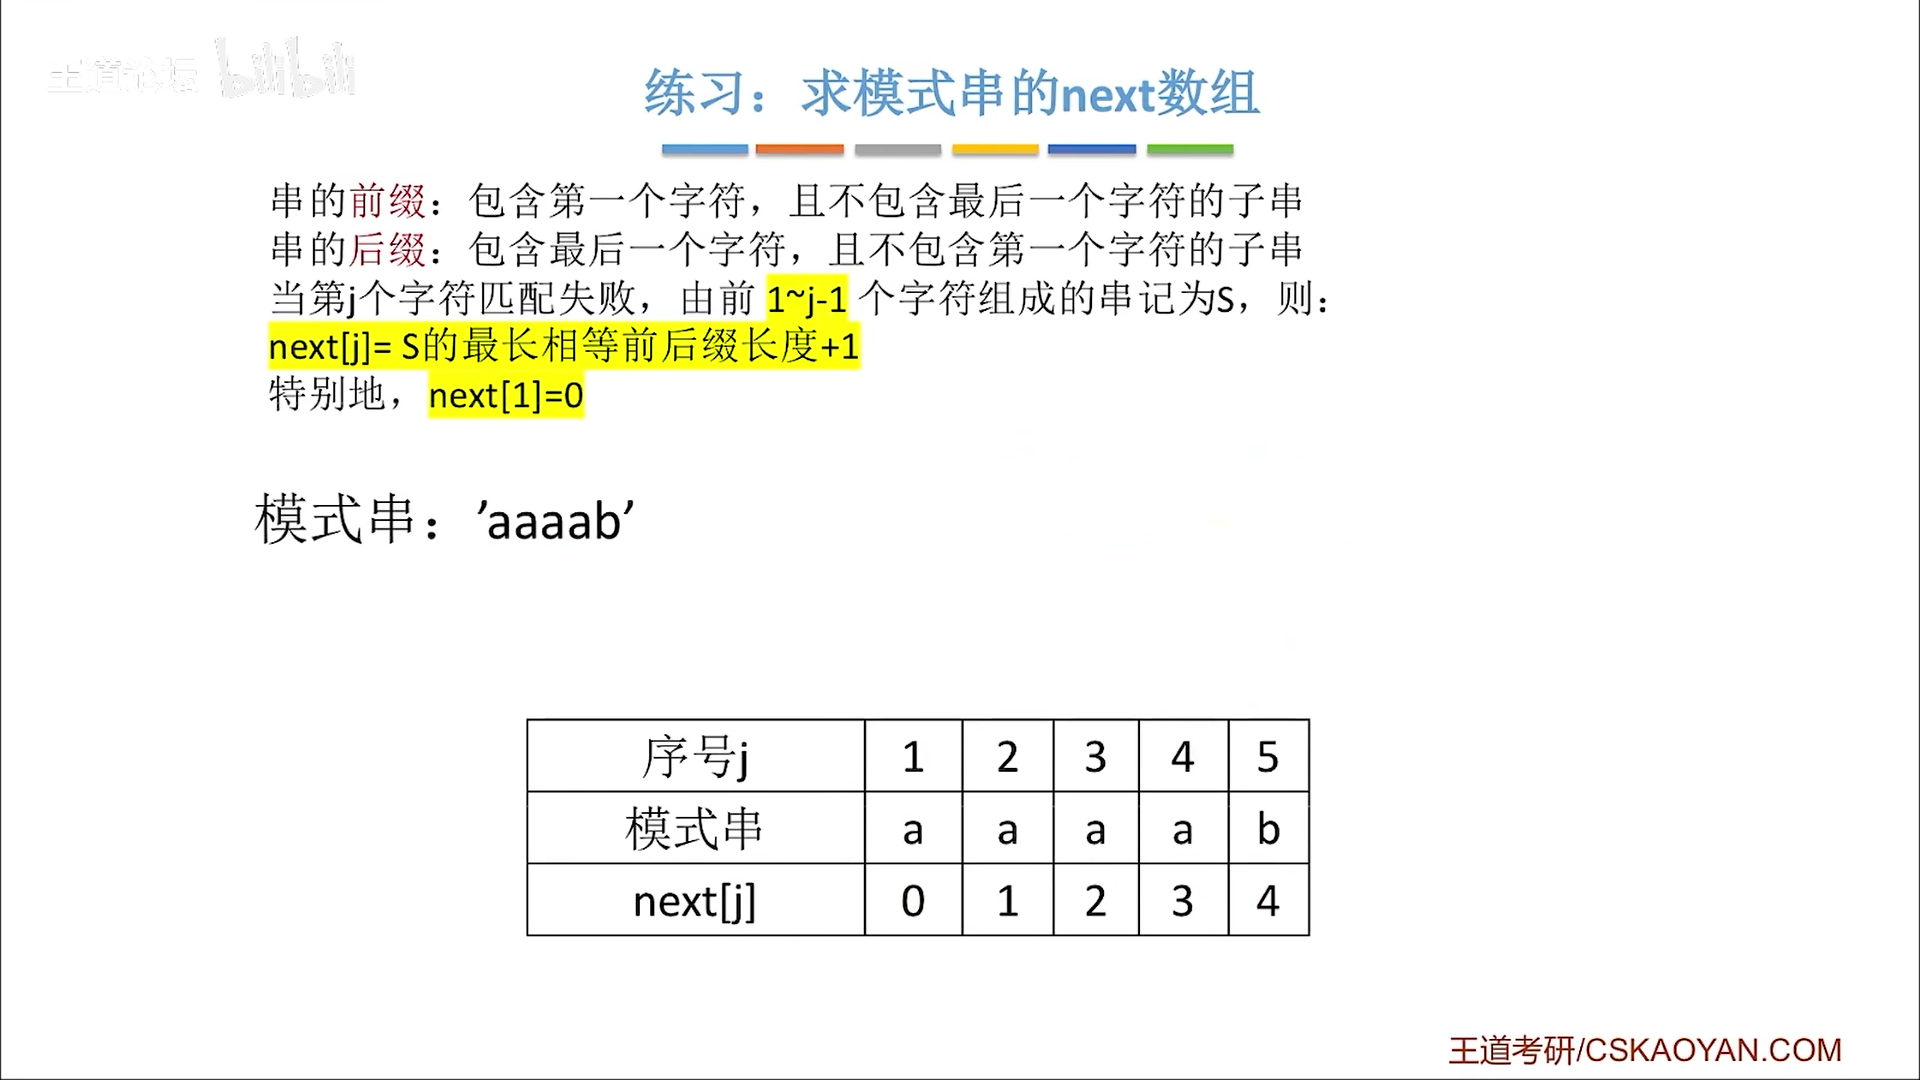 王道论坛 bilibili
练习：求模式串的next数组
串的前缀：包含第一个字符，且不包含最后一个字符的子串
串的后缀：包含最后一个字符，且不包含第一个字符的子串
当第j个字符匹配失败，由前 1~j-1 个字符组成的串记为S，则：
next[j]= S的最长相等前后缀长度+1
特别地，next[1]=0
模式串：’aaaab’
序号j 1 2 3 4 5
模式串 a a a a b
next[j] 0 1 2 3 4
王道考研/CSKAOYAN.COM